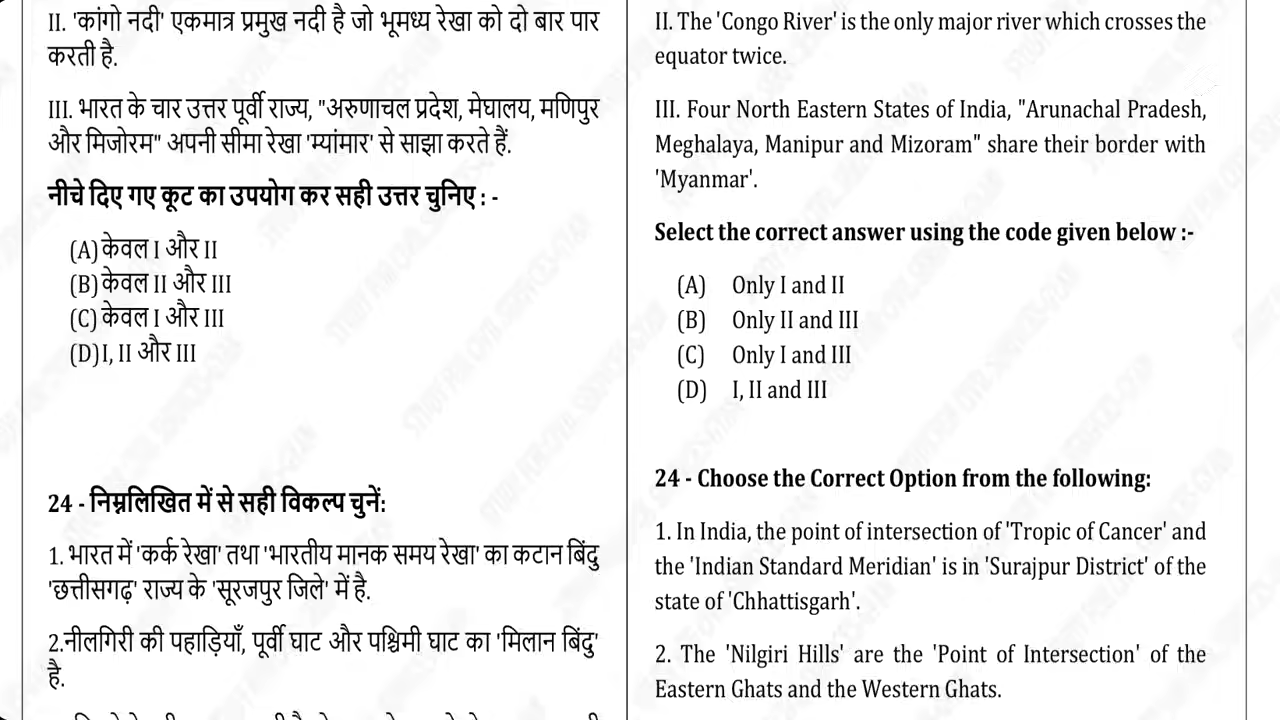 II. 'कांगो नदी' एकमात्र प्रमुख नदी है जो भूमध्य रेखा को दो बार पार
करती है.
III. भारत के चार उत्तर पूर्वी राज्य, "अरुणाचल प्रदेश, मेघालय, मणिपुर
और मिजोरम" अपनी सीमा रेखा 'म्यांमार' से साझा करते हैं.
नीचे दिए गए कूट का उपयोग कर सही उत्तर चुनिए : -
(A) केवल I और II
(B) केवल II और III
(C) केवल I और III
(D) I, II और III
24 - निम्नलिखित में से सही विकल्प चुनें:
1. भारत में 'कर्क रेखा' तथा 'भारतीय मानक समय रेखा' का कटान बिंदु
'छत्तीसगढ़' राज्य के 'सूरजपुर जिले' में है.
2.नीलगिरी की पहाड़ियाँ, पूर्वी घाट और पश्चिमी घाट का 'मिलान बिंदु'
है.
II. The 'Congo River' is the only major river which crosses the
equator twice.
III. Four North Eastern States of India, "Arunachal Pradesh,
Meghalaya, Manipur and Mizoram" share their border with
'Myanmar'.
Select the correct answer using the code given below :-
(A) Only I and II
(B) Only II and III
(C) Only I and III
(D) I, II and III
24 - Choose the Correct Option from the following:
1. In India, the point of intersection of 'Tropic of Cancer' and
the 'Indian Standard Meridian' is in 'Surajpur District' of the
state of 'Chhattisgarh'.
2. The 'Nilgiri Hills' are the 'Point of Intersection' of the
Eastern Ghats and the Western Ghats.